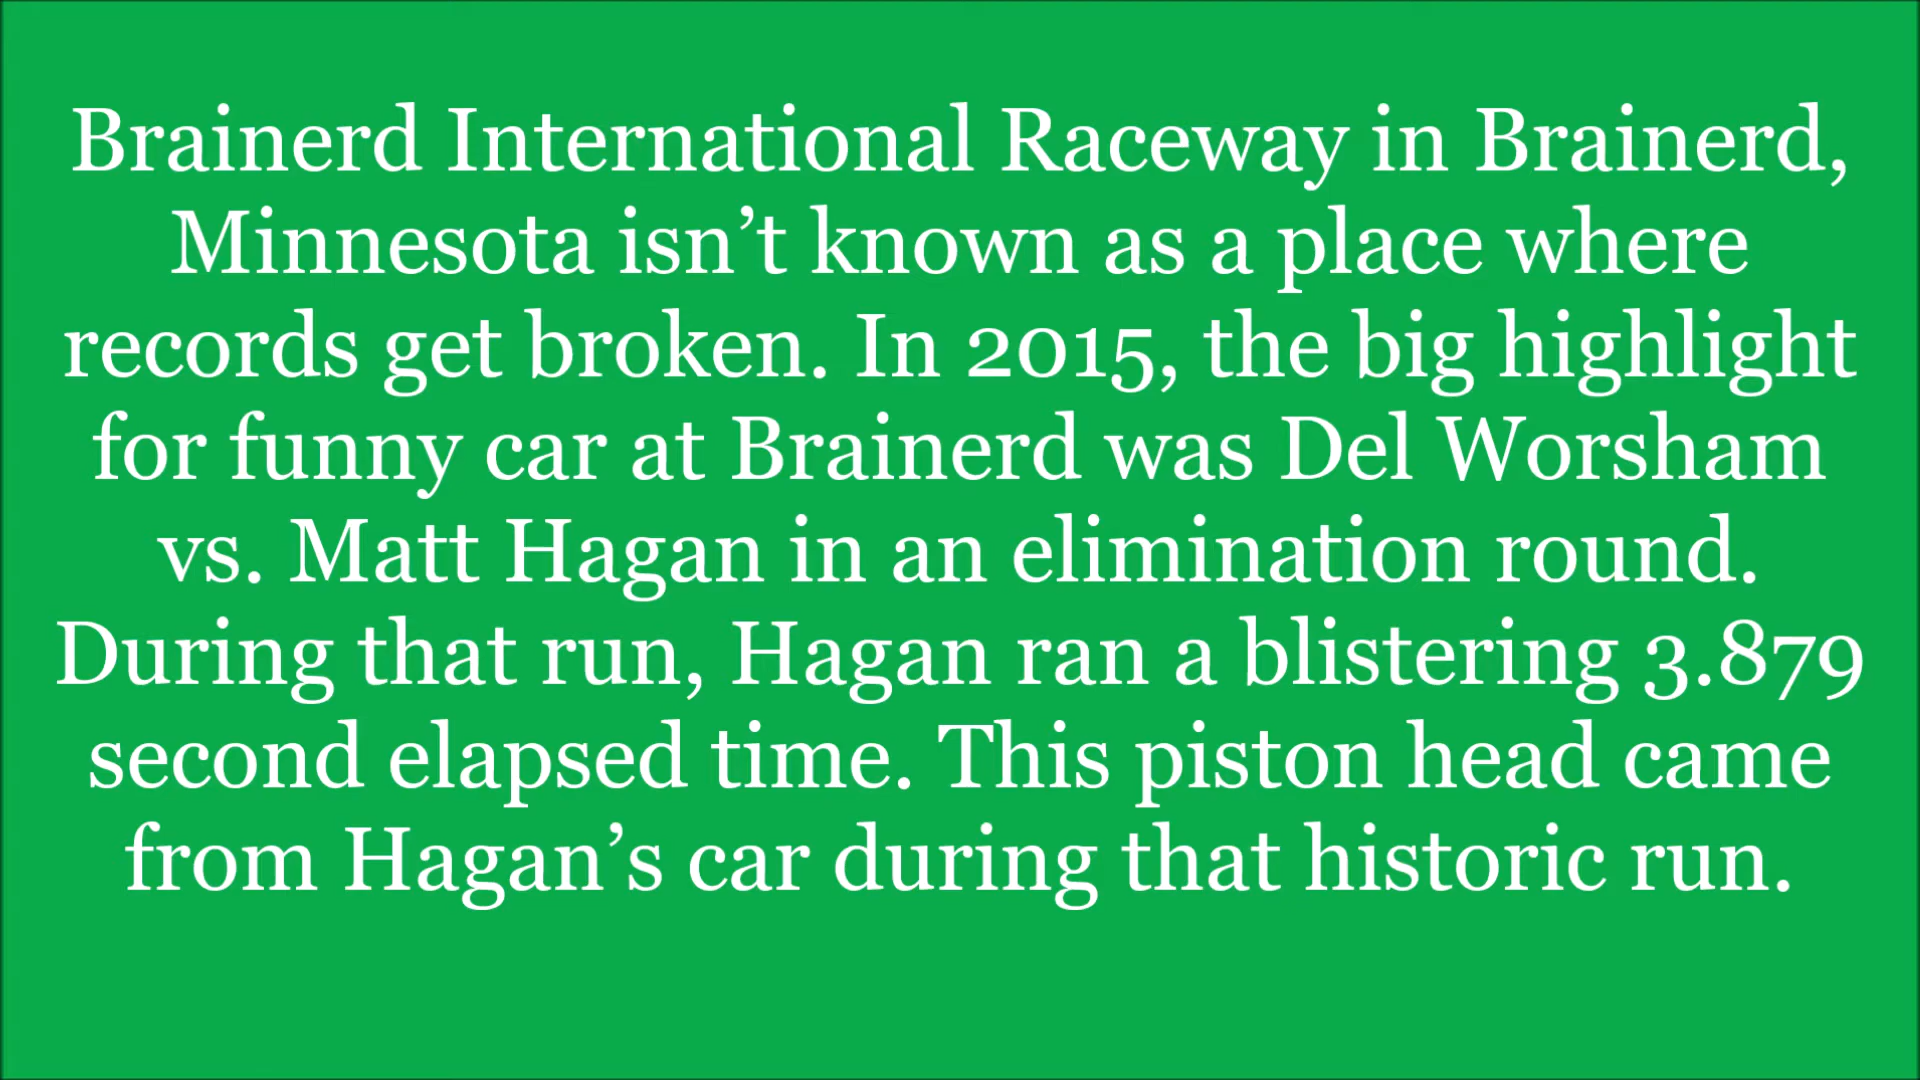 Brainerd International Raceway in Brainerd,
Minnesota isn’t known as a place where
records get broken. In 2015, the big highlight
for funny car at Brainerd was Del Worsham
vs. Matt Hagan in an elimination round.
During that run, Hagan ran a blistering 3.879
second elapsed time. This piston head came
from Hagan’s car during that historic run.